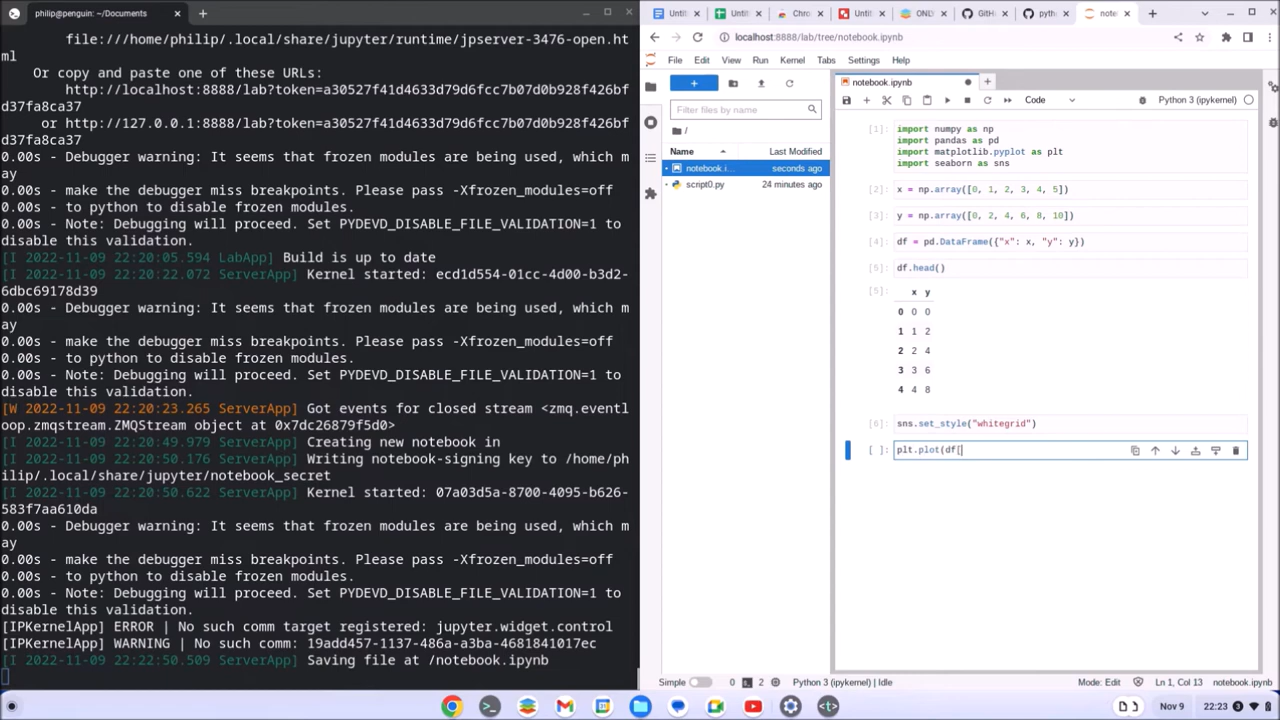 philip@penguin: ~/Documents
file:///home/philip/.local/share/jupyter/runtime/jpserver-3476-open.ht
ml
Or copy and paste one of these URLs:
http://localhost:8888/lab?token=a30527f41d4633d79d6fcc7b070b928f426bf
d37fa8ca37
http://127.0.0.1:8888/lab?token=a30527f41d4633d79d6fcc7b070b928f426bf
d37fa8ca37
0.00s - Debugger warning: It seems that frozen modules are being used, which m
ay
0.00s - make the debugger miss breakpoints. Please pass -Xfrozen_modules=off
0.00s - to python to disable frozen modules.
0.00s - Note: Debugging will proceed. Set PYDEVD_DISABLE_FILE_VALIDATION=1 to
disable this validation.
[I 2022-11-09 22:20:09.594 LabApp] Build is up to date
Kernel started: ecd1d554-01cc-4d00-b3d2-
6dbc69178d39
0.00s - Debugger warning: It seems that frozen modules are being used, which m
ay
0.00s - make the debugger miss breakpoints. Please pass -Xfrozen_modules=off
0.00s - to python to disable frozen modules.
0.00s - Note: Debugging will proceed. Set PYDEVD_DISABLE_FILE_VALIDATION=1 to
disable this validation.
[W 2022-11-09 22:20:23.265 ServerApp] Got events for closed stream <zmq.eventl
oop.zmqstream.ZMQStream object at 0x7dc22879f5d0>
[I 2022-11-09 22:20:49.979 ServerApp] Creating new notebook in
[I 2022-11-09 22:20:50. ServerApp] Writing notebook-signing key to /home/ph
ilip/.local/share/jupyter/notebook_secret
[I 2022-11-09 22:20:50.622 ServerApp] Kernel started: 07a03d5a-8700-4095-b626-
583f7aa610da
0.00s - Debugger warning: It seems that frozen modules are being used, which m
ay
0.00s - make the debugger miss breakpoints. Please pass -Xfrozen_modules=off
0.00s - to python to disable frozen modules.
0.00s - Note: Debugging will proceed. Set PYDEVD_DISABLE_FILE_VALIDATION=1 to
disable this validation.
[IPKernelApp] ERROR | No such comm target registered: jupyter.widget.control
[IPKernelApp] WARNING | No such comm: 19add457-1137-486a-a3ba-4681841017ec
[I 2022-11-09 22:22:50.509 ServerApp] Saving file at /notebook.ipynb
Untit Untit Chro Untit ONLY GitH pyth note
localhost:8888/lab/tree/notebook.ipynb
File Edit View Run Kernel Tabs Settings Help
Filter files by name
/
Name Last Modified
notebook.i... seconds ago
script0.py 24 minutes ago
notebook.ipynb
Code Python 3 (ipykernel)
[1]: import numpy as np
import pandas as pd
import matplotlib.pyplot as plt
import seaborn as sns
[2]: x = np.array([0, 1, 2, 3, 4, 5])
[3]: y = np.array([0, 2, 4, 6, 8, 10])
[4]: df = pd.DataFrame({"x": x, "y": y})
[5]: df.head()
[5]: x y
0 0 0
1 1 2
2 2 4
3 3 6
4 4 8
[6]: sns.set_style("whitegrid")
[ ]: plt.plot(df[
Simple 0 2 Python 3 (ipykernel) | Idle Mode: Edit Ln 1, Col 13 notebook.ipynb
Nov 9 22:23